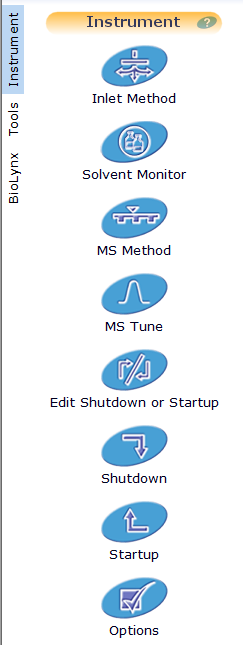 Instrument
Tools
BioLynx
Instrument ?
Inlet Method
Solvent Monitor
MS Method
MS Tune
Edit Shutdown or Startup
Shutdown
Startup
Options